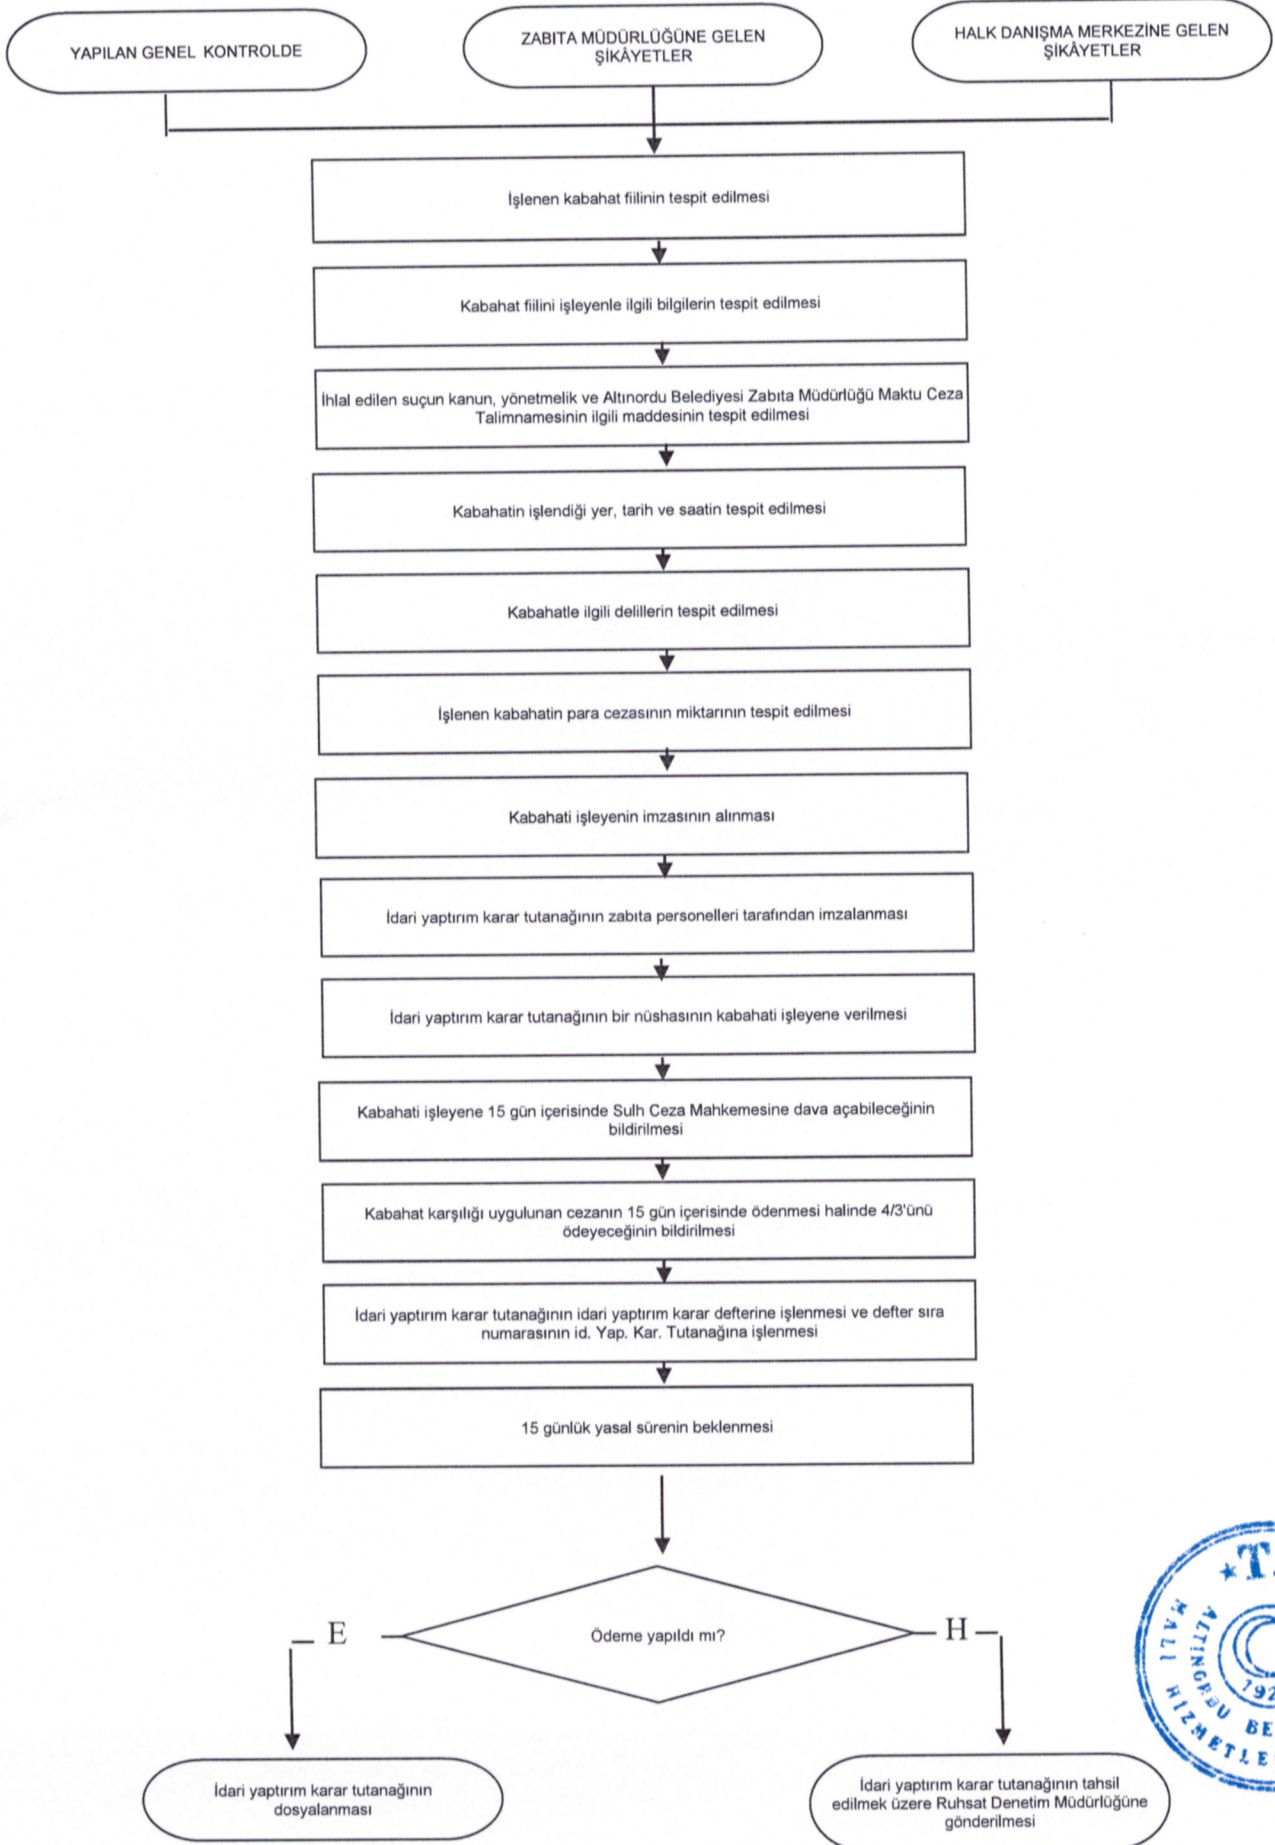 YAPILAN GENEL KONTROLDE
ZABITA MÜDÜRLÜĞÜNE GELEN
ŞİKÂYETLER
HALK DANIŞMA MERKEZİNE GELEN
ŞİKÂYETLER
İşlenen kabahat fiilinin tespit edilmesi
Kabahat fiilini işleyenle ilgili bilgilerin tespit edilmesi
İhlal edilen suçun kanun, yönetmelik ve Altınordu Belediyesi Zabıta Müdürlüğü Maktu Ceza
Talimnamesinin ilgili maddesinin tespit edilmesi
Kabahatin işlendiği yer, tarih ve saatin tespit edilmesi
Kabahatle ilgili delillerin tespit edilmesi
İşlenen kabahatin para cezasının miktarının tespit edilmesi
Kabahati işleyenin imzasının alınması
İdari yaptırım karar tutanağının zabıta personelleri tarafından imzalanması
İdari yaptırım karar tutanağının bir nüshasının kabahati işleyene verilmesi
Kabahati işleyene 15 gün içerisinde Sulh Ceza Mahkemesine dava açabileceğinin
bildirilmesi
Kabahat karşılığı uygulunan cezanın 15 gün içerisinde ödenmesi halinde 4/3'ünü
ödeyeceğinin bildirilmesi
İdari yaptırım karar tutanağının idari yaptırım karar defterine işlenmesi ve defter sıra
numarasının id. Yap. Kar. Tutanağına işlenmesi
15 günlük yasal sürenin beklenmesi
Ödeme yapıldı mı?
E
H
İdari yaptırım karar tutanağının
dosyalanması
İdari yaptırım karar tutanağının tahsil
edilmek üzere Ruhsat Denetim Müdürlüğüne
gönderilmesi
T.
MALİ HİZMETLE
BE
192